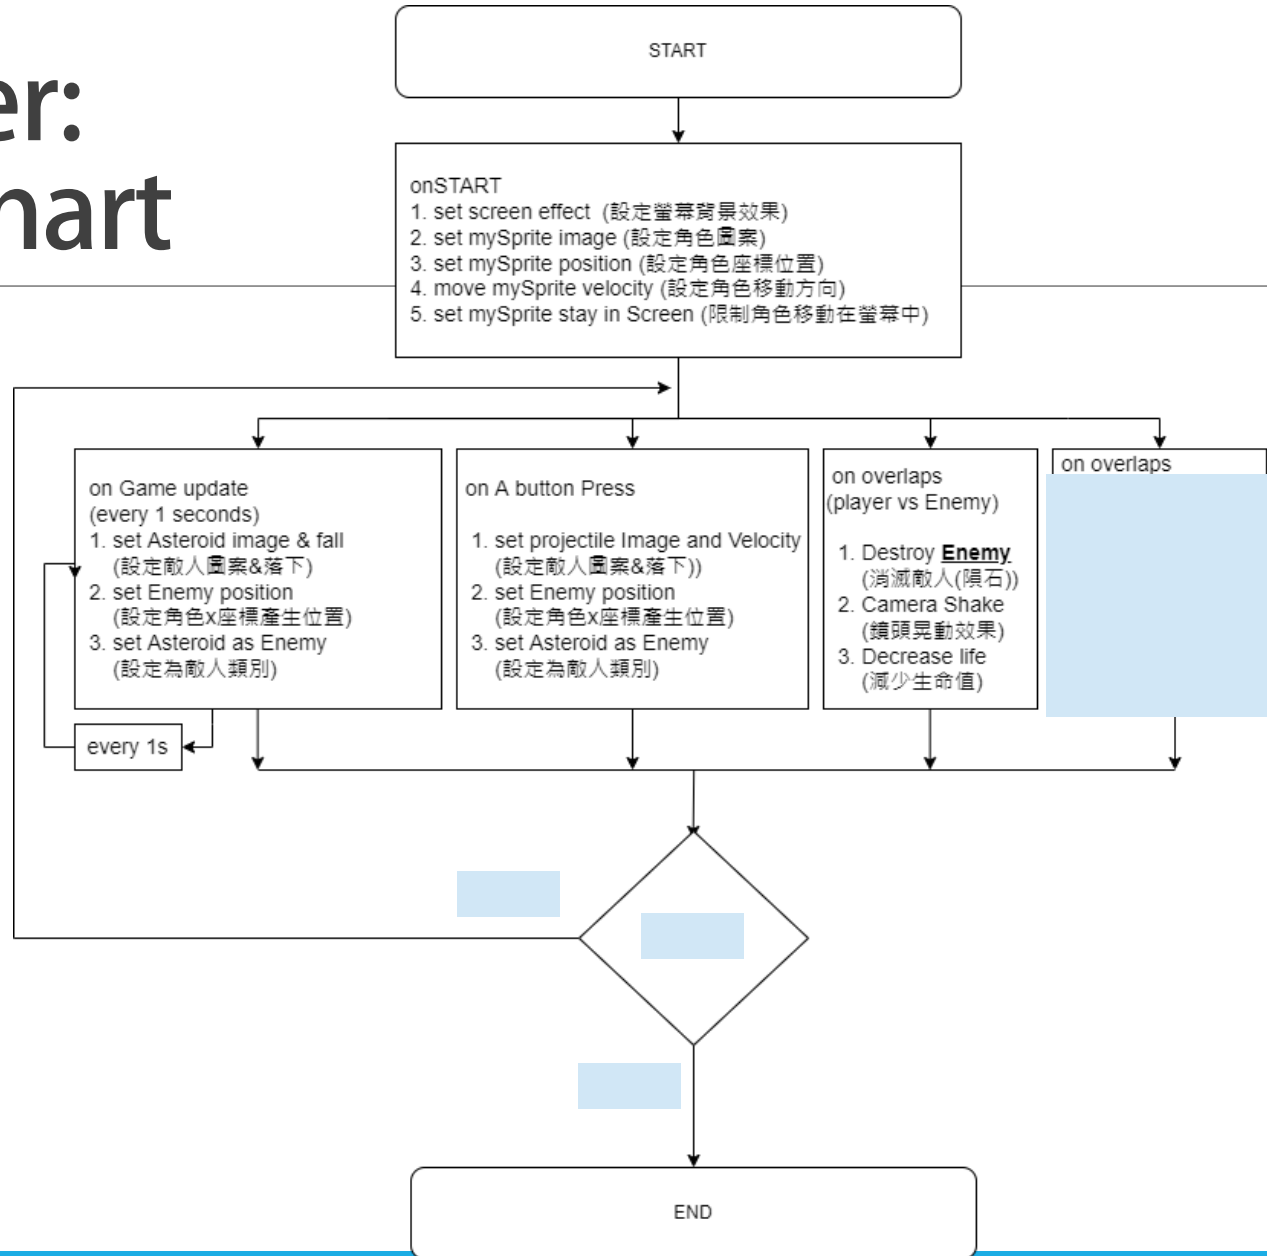 er:
hart
START
onSTART
1. set screen effect  (設定螢幕背景效果)
2. set mySprite image (設定角色圖案)
3. set mySprite position (設定角色座標位置)
4. move mySprite velocity (設定角色移動方向)
5. set mySprite stay in Screen (限制角色移動在螢幕中)
on Game update
(every 1 seconds)
1. set Asteroid image & fall
(設定敵人圖案&落下)
2. set Enemy position
(設定角色x座標產生位置)
3. set Asteroid as Enemy
(設定為敵人類別)
every 1s
on A button Press
1. set projectile Image and Velocity
(設定敵人圖案&落下))
2. set Enemy position
(設定角色x座標產生位置)
3. set Asteroid as Enemy
(設定為敵人類別)
on overlaps
(player vs Enemy)
1. Destroy Enemy
(消滅敵人(隕石))
2. Camera Shake
(鏡頭晃動效果)
3. Decrease life
(減少生命值)
on overlaps
END